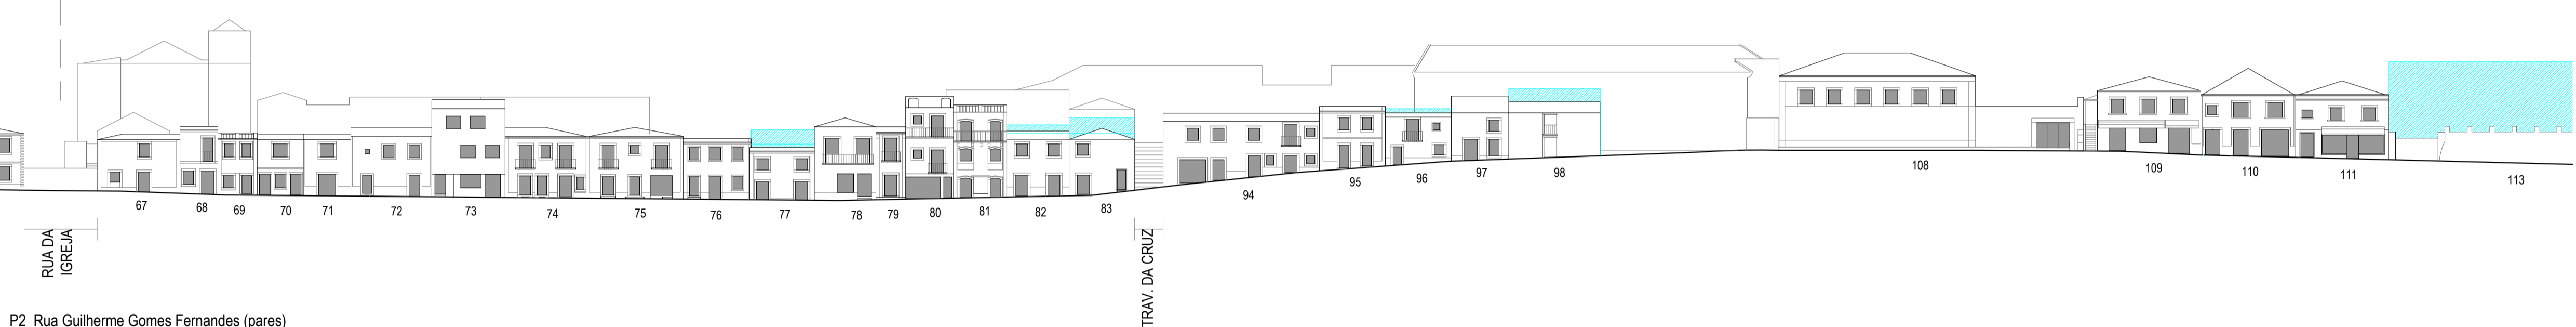 67 68 69 70 71 72 73 74 75 76 77 78 79 80 81 82 83 94 95 96 97 98 108 109 110 111 113
RUA DA
IGREJA
TRAV. DA CRUZ
P2 Rua Guilherme Gomes Fernandes (pares)